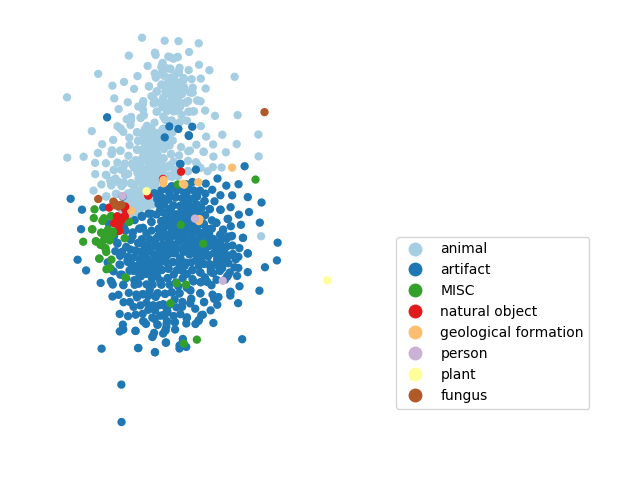 animal
artifact
MISC
natural object
geological formation
person
plant
fungus